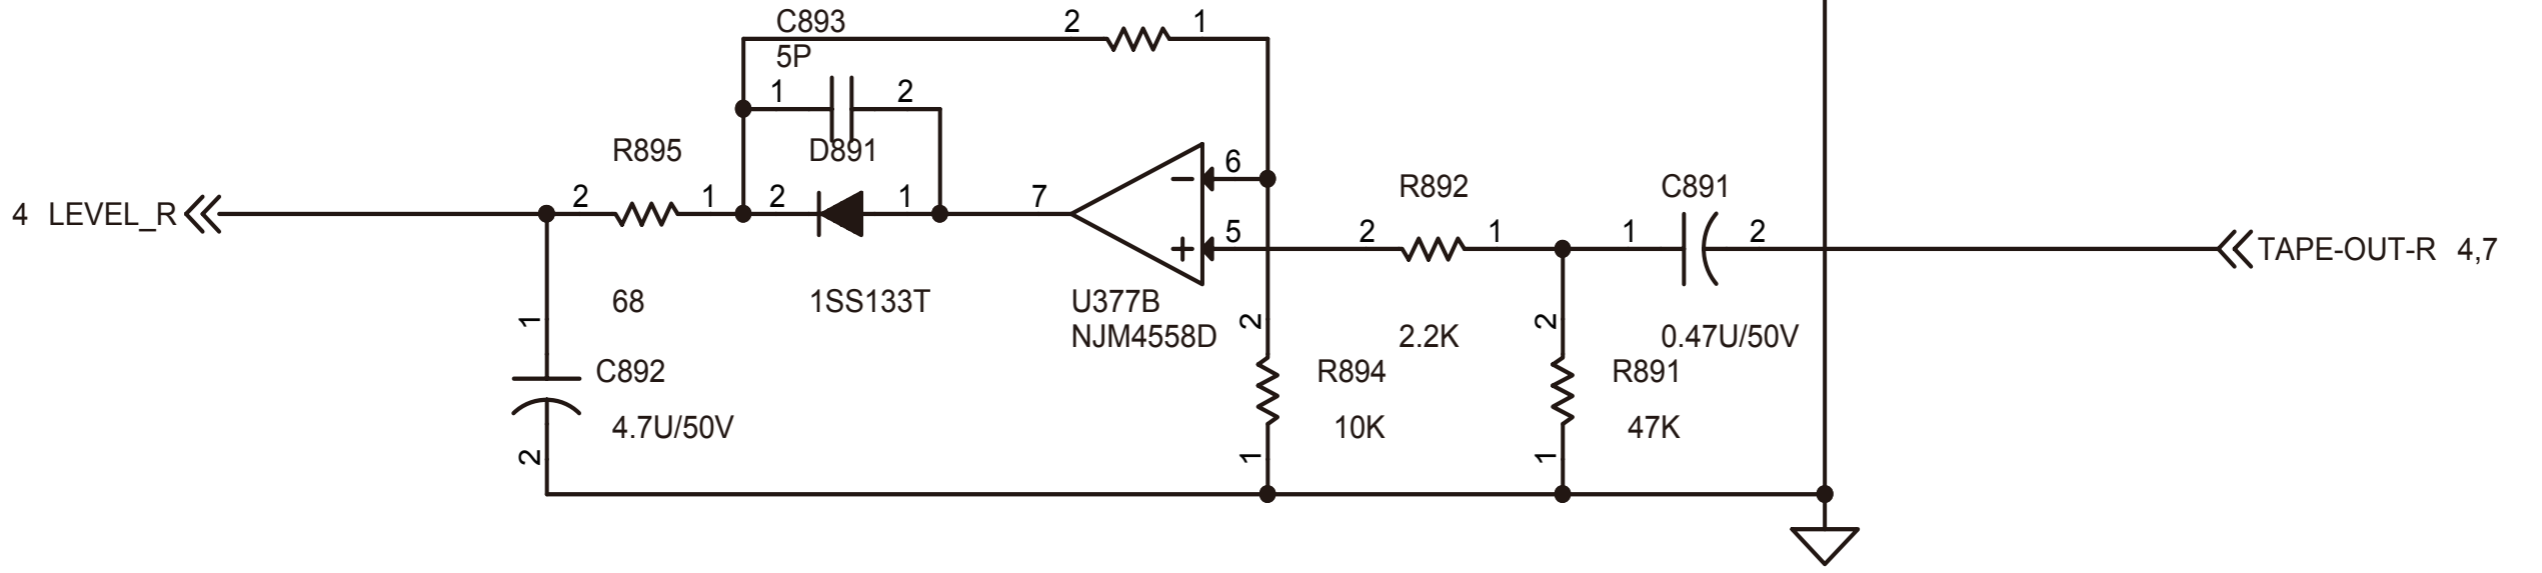 C893
5P
2
1
1
2
R895
D891
4 LEVEL_R
2
1
2
1
7
6
5
−
+
R892
C891
2
1
1
2
TAPE-OUT-R 4,7
68
1SS133T
U377B
NJM4558D
2.2K
0.47U/50V
1
C892
4.7U/50V
2
2
R894
10K
1
2
R891
47K
1